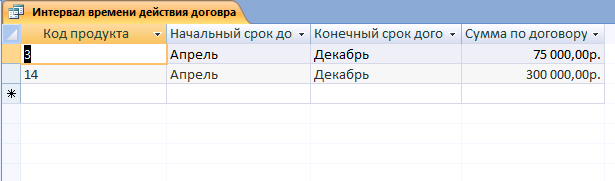 Интервал времени действия договра
Код продукта Начальный срок до Конечный срок дого Сумма по договору
3 Апрель Декабрь 75 000,00р.
14 Апрель Декабрь 300 000,00р.